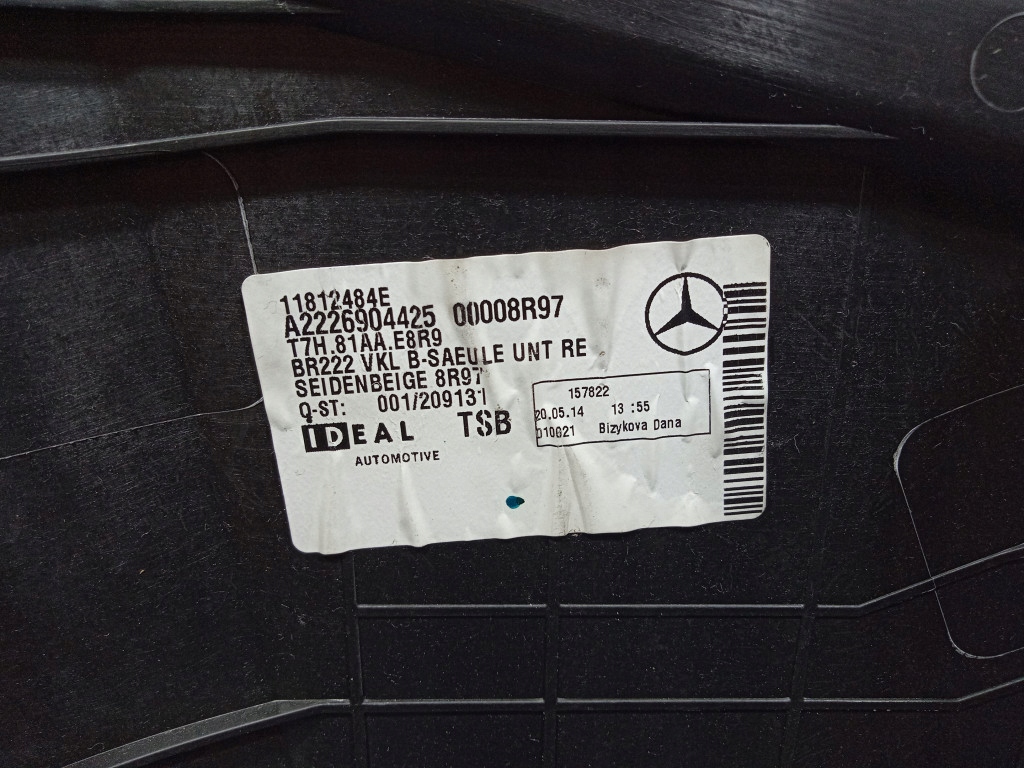 11812484E
A2226904425 00008R97
T7H.81AA.E8R9
BR222 VKL B-SAEULE UNT RE
SEIDENBEIGE 8R97
Q-ST: 001/209131
IDEAL TSB
AUTOMOTIVE
157822
20.05.14 13:55
010021 Bizykova Dana